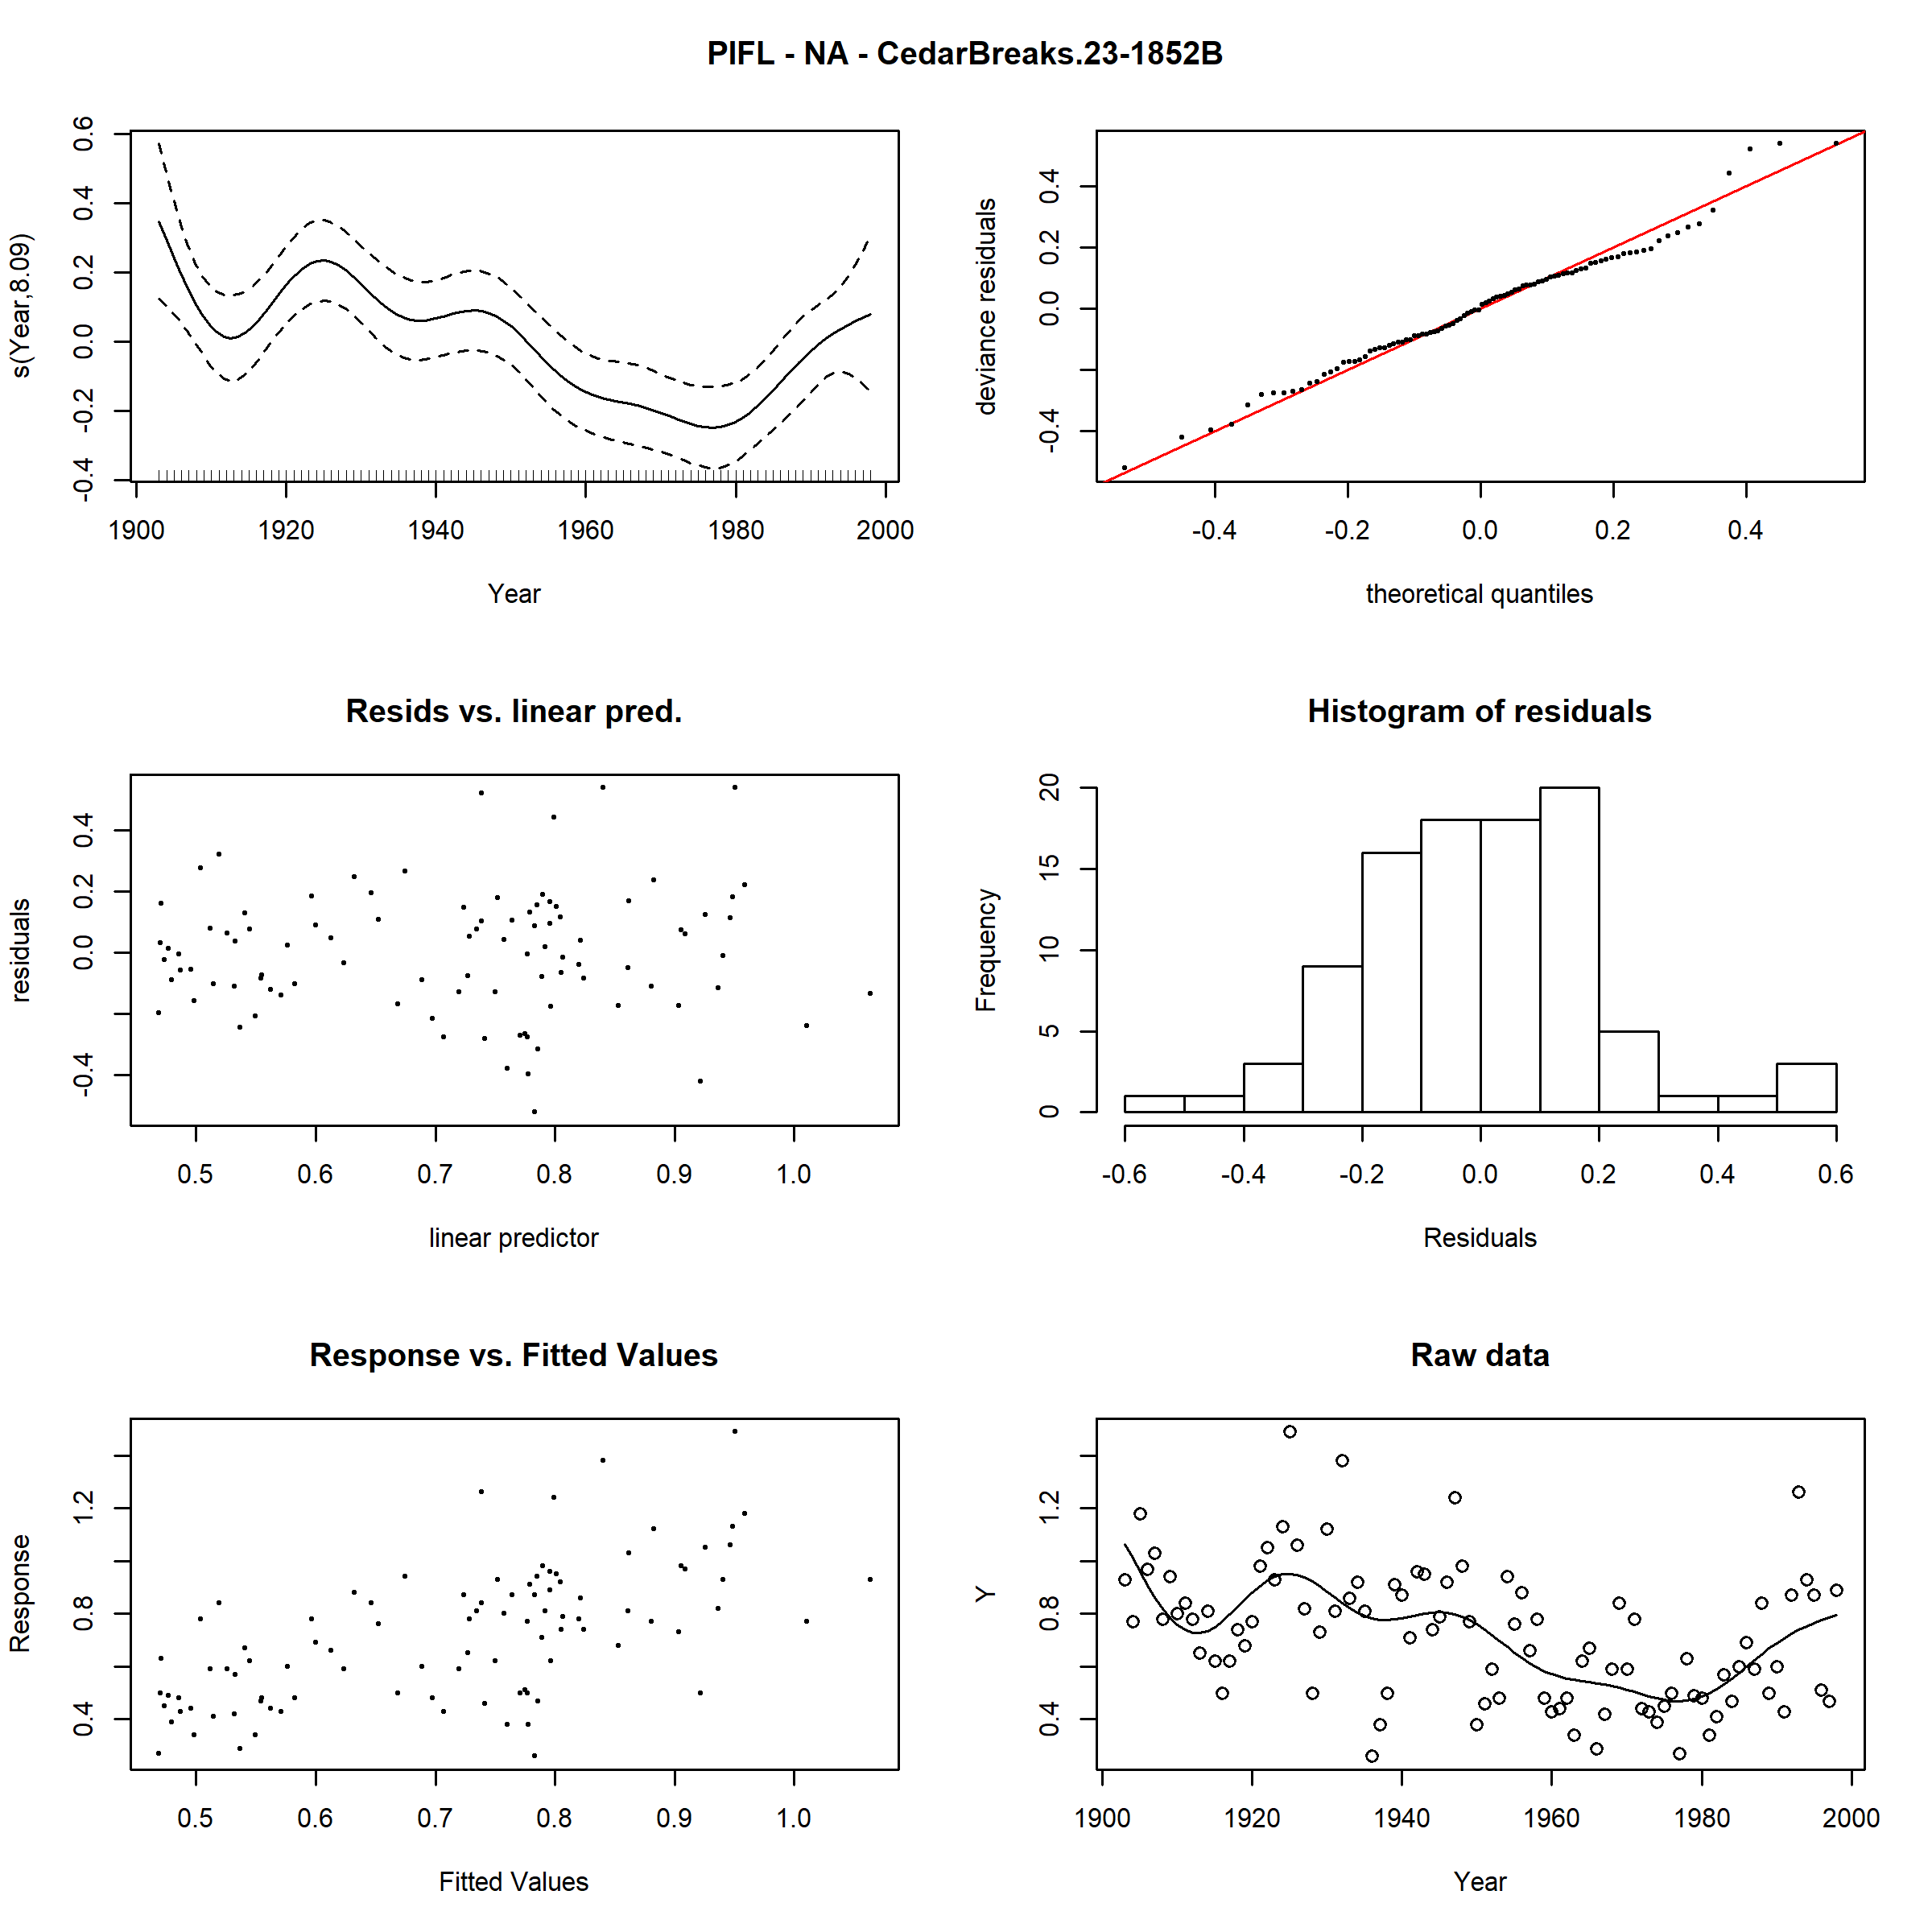 PIFL - NA - CedarBreaks.23-1852B
s(Year,8.09)
-0.4 -0.2 0.0 0.2 0.4 0.6
1900 1920 1940 1960 1980 2000
Year
deviance residuals
-0.4 0.0 0.2 0.4
-0.4 -0.2 0.0 0.2 0.4
theoretical quantiles
Resids vs. linear pred.
residuals
-0.4 0.0 0.2 0.4
0.5 0.6 0.7 0.8 0.9 1.0
linear predictor
Histogram of residuals
Frequency
0 5 10 15 20
-0.6 -0.4 -0.2 0.0 0.2 0.4 0.6
Residuals
Response vs. Fitted Values
Response
0.4 0.8 1.2
0.5 0.6 0.7 0.8 0.9 1.0
Fitted Values
Raw data
Y
0.4 0.8 1.2
1900 1920 1940 1960 1980 2000
Year